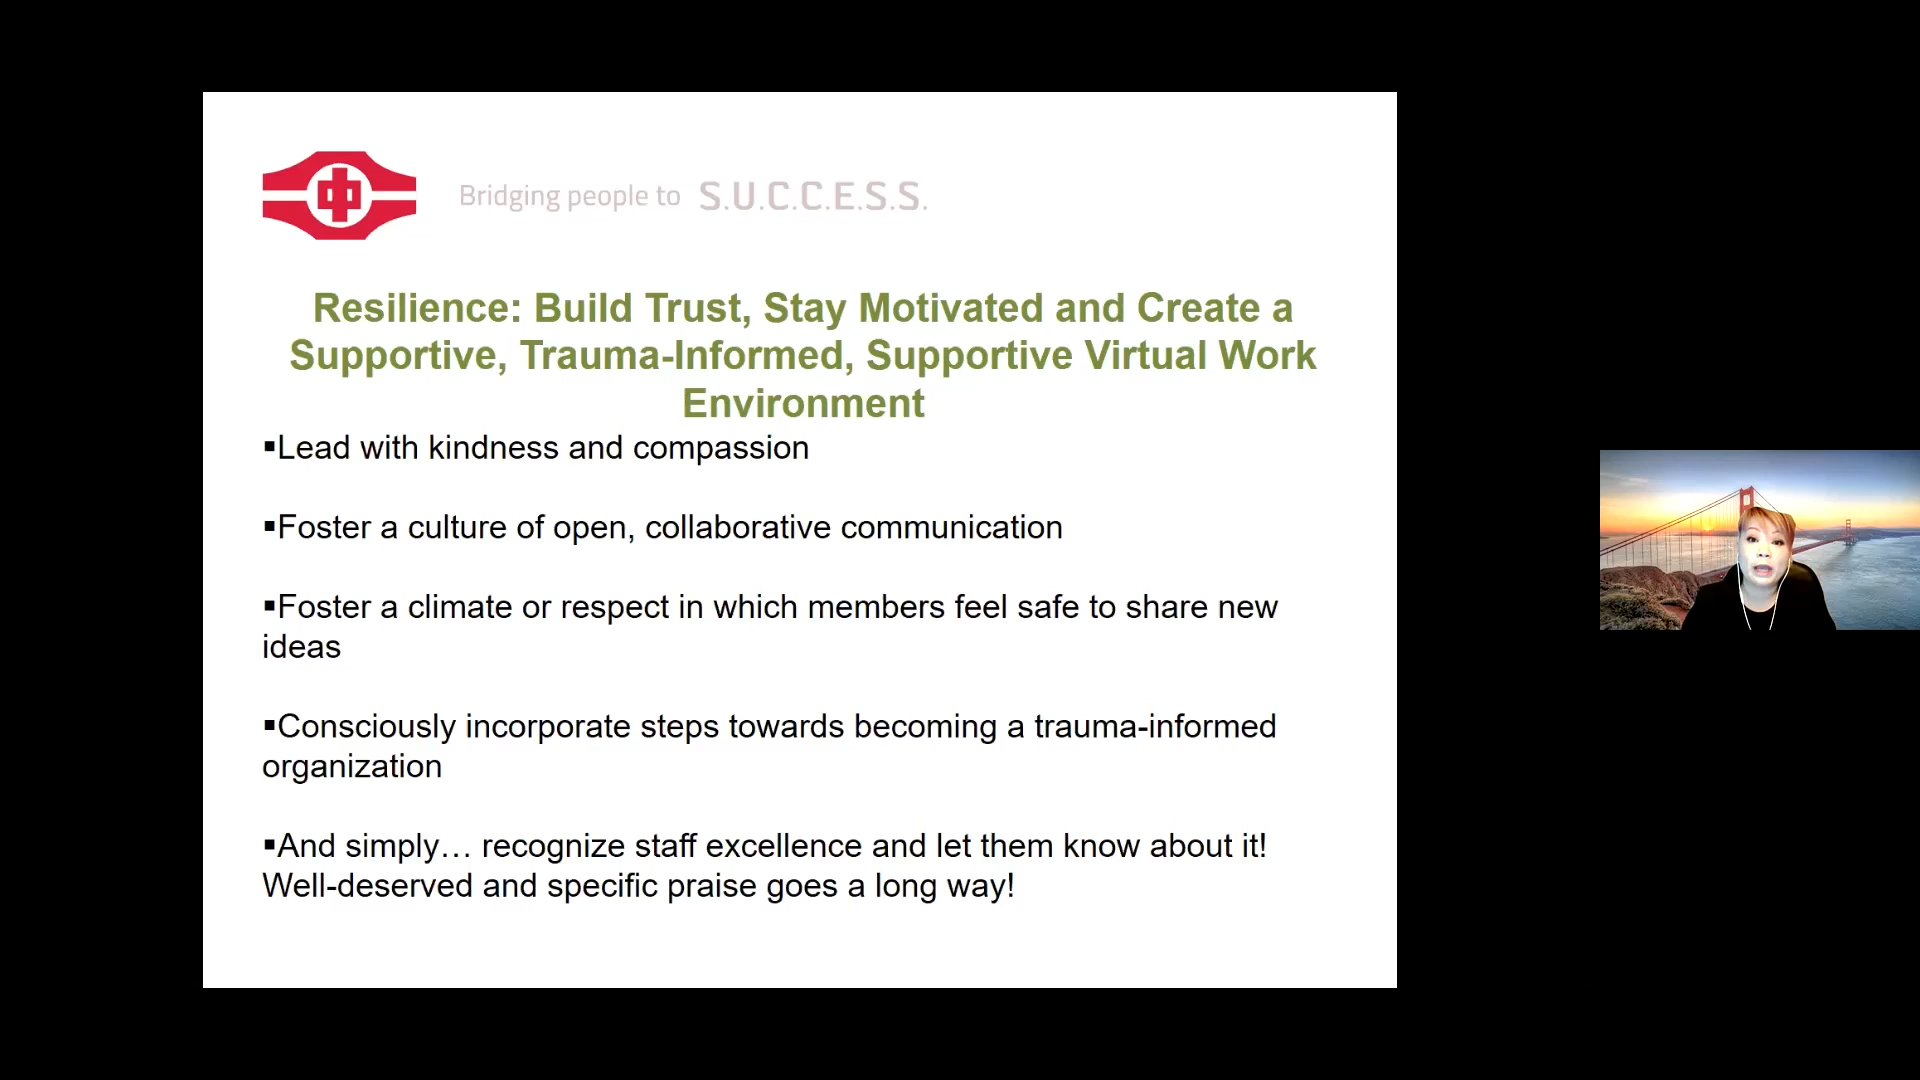 中
Bridging people to S.U.C.C.E.S.S.
Resilience: Build Trust, Stay Motivated and Create a
Supportive, Trauma-Informed, Supportive Virtual Work
Environment
▪Lead with kindness and compassion
▪Foster a culture of open, collaborative communication
▪Foster a climate or respect in which members feel safe to share new
ideas
▪Consciously incorporate steps towards becoming a trauma-informed
organization
▪And simply… recognize staff excellence and let them know about it!
Well-deserved and specific praise goes a long way!